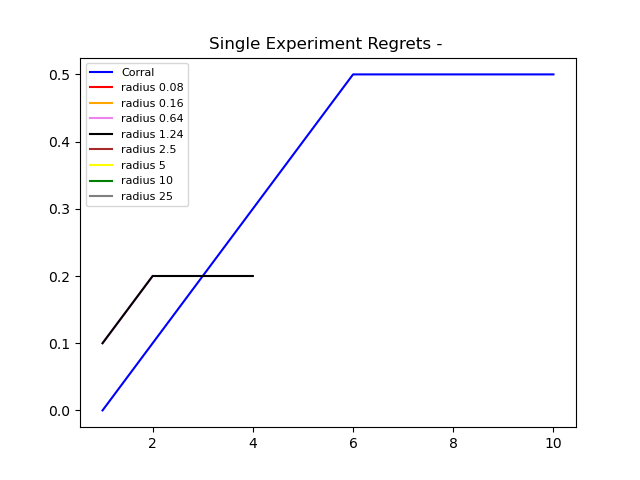 Single Experiment Regrets -
Corral
radius 0.08
radius 0.16
radius 0.64
radius 1.24
radius 2.5
radius 5
radius 10
radius 25
0.5
0.4
0.3
0.2
0.1
0.0
2 4 6 8 10